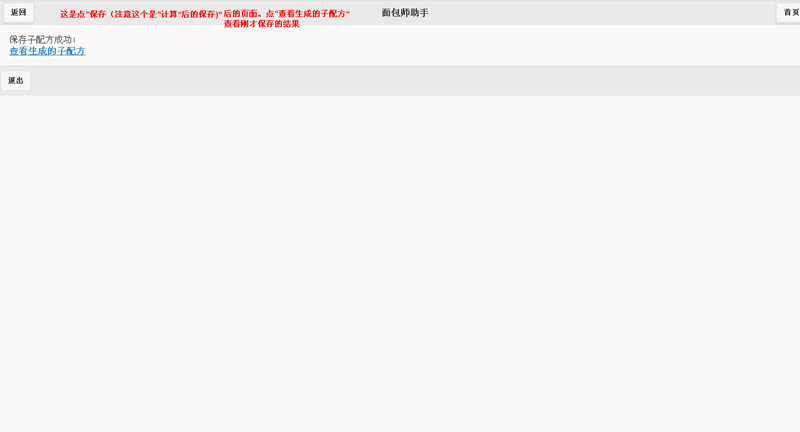 返回
这是点"保存（注意这个是"计算"后的保存)"后的页面。点"查看生成的子配方"
查看刚才保存的结果
面包师助手
首页
保存子配方成功!
查看生成的子配方
退出